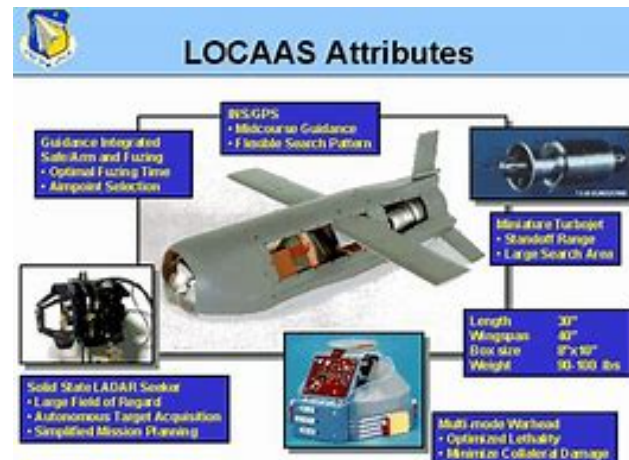 LOCAAS Attributes
INS/GPS
• Midcourse Guidance
• Flexible Search Pattern
Guidance Integrated
Safe/Arm and Fuzing
• Optimal Fuzing Time
• Aimpoint Selection
Miniature Turbojet
• Standoff Range
• Large Search Area
Length 30"
Wingspan 40"
Box size 8"x10"
Weight 90-100 lbs
Solid State LADAR Seeker
• Large Field of Regard
• Autonomous Target Acquisition
• Simplified Mission Planning
Multi-mode Warhead
• Optimized Lethality
• Minimize Collateral Damage